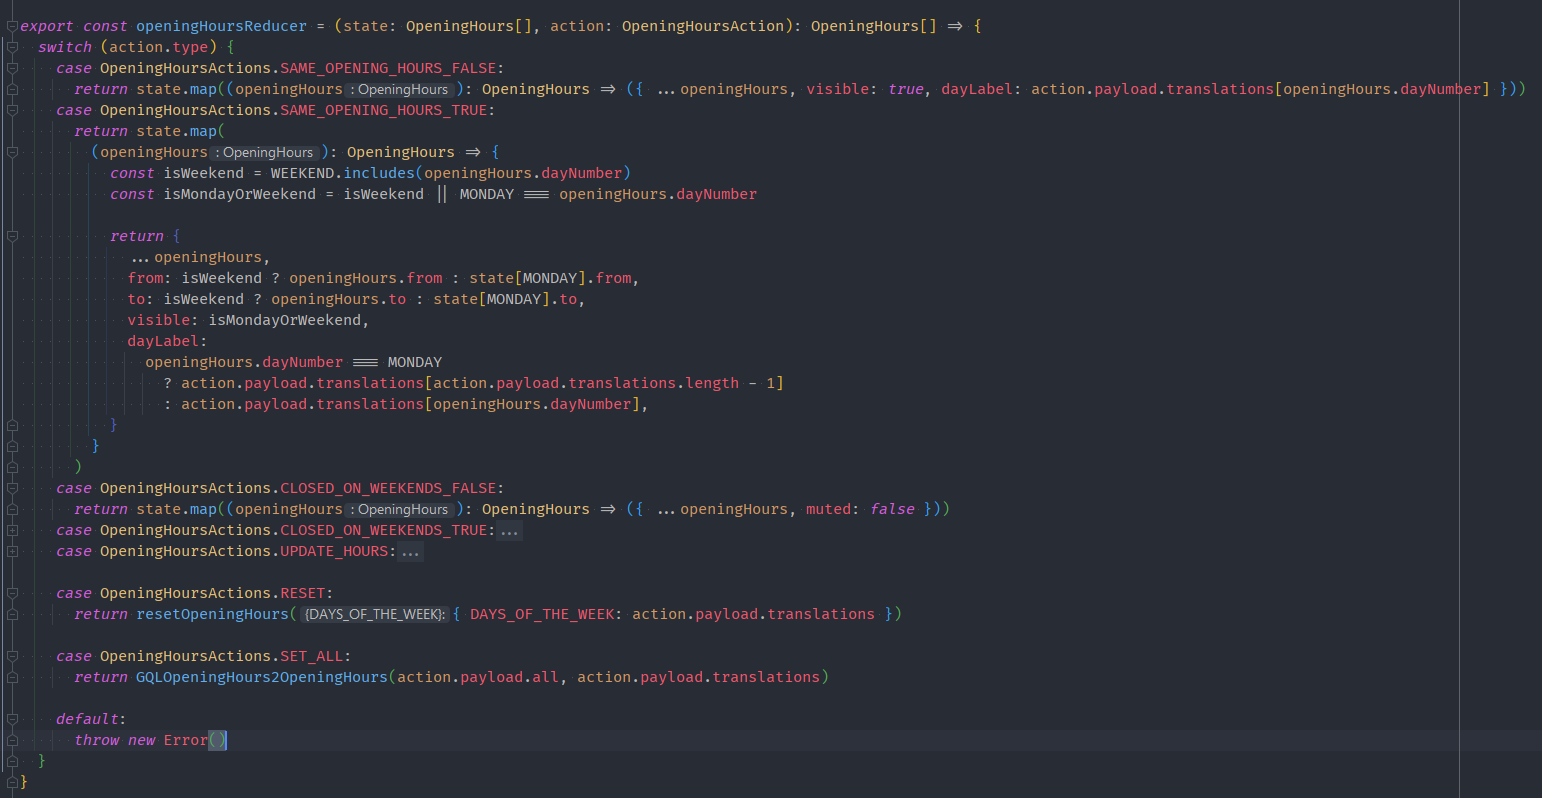 export const openingHoursReducer = (state: OpeningHours[], action: OpeningHoursAction): OpeningHours[] => {
  switch (action.type) {
    case OpeningHoursActions.SAME_OPENING_HOURS_FALSE:
      return state.map((openingHours : OpeningHours ): OpeningHours => ({ ...openingHours, visible: true, dayLabel: action.payload.translations[openingHours.dayNumber] }))
    case OpeningHoursActions.SAME_OPENING_HOURS_TRUE:
      return state.map(
        (openingHours : OpeningHours ): OpeningHours => {
          const isWeekend = WEEKEND.includes(openingHours.dayNumber)
          const isMondayOrWeekend = isWeekend || MONDAY === openingHours.dayNumber
          return {
            ...openingHours,
            from: isWeekend ? openingHours.from : state[MONDAY].from,
            to: isWeekend ? openingHours.to : state[MONDAY].to,
            visible: isMondayOrWeekend,
            dayLabel:
              openingHours.dayNumber === MONDAY
                ? action.payload.translations[action.payload.translations.length - 1]
                : action.payload.translations[openingHours.dayNumber],
          }
        }
      )
    case OpeningHoursActions.CLOSED_ON_WEEKENDS_FALSE:
      return state.map((openingHours : OpeningHours ): OpeningHours => ({ ...openingHours, muted: false }))
    case OpeningHoursActions.CLOSED_ON_WEEKENDS_TRUE:...
    case OpeningHoursActions.UPDATE_HOURS:...
    case OpeningHoursActions.RESET:
      return resetOpeningHours( {DAYS_OF_THE_WEEK}: { DAYS_OF_THE_WEEK: action.payload.translations })
    case OpeningHoursActions.SET_ALL:
      return GQLOpeningHours2OpeningHours(action.payload.all, action.payload.translations)
    default:
      throw new Error()
  }
}